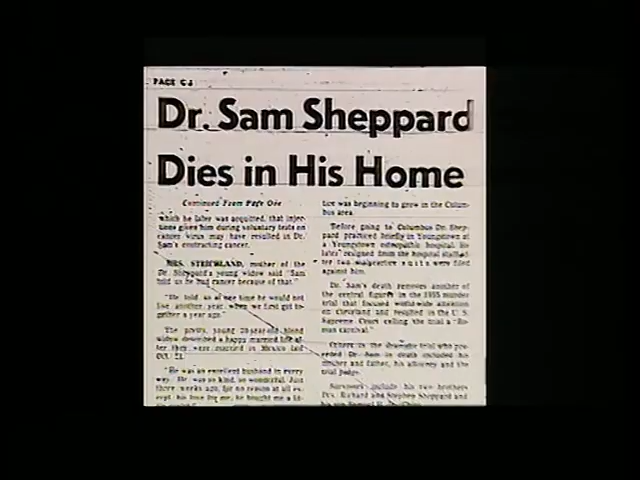 PAGE C-3
Dr. Sam Sheppard
Dies in His Home
Continued From Page One
which he later was acquitted, that injec-
tions given him during voluntary tests on
cancer virus may have resulted in Dr.
Sam's contracting cancer.
MRS. STRICHLAND, mother of the
Dr. Sheppard's young widow said "Sam
told us he had cancer because of that."
"He told us at one time he would not
live another year, when we first got to-
gether a year ago."
The pretty, young 20-year-old blond
widow described a happy married life af-
ter they were married in Mexico last
Oct. 21.
"He was an excellent husband in every
way. He was so kind, so wonderful. Just
three weeks ago, for no reason at all ex-
cept his love for me, he bought me a
tice was beginning to grow in the Colum-
bus area.
Before going to Columbus Dr. Shep-
pard practiced briefly in Youngstown at
a Youngstown osteopathic hospital. He
later resigned from the hospital staff
ter two malpractice suits were filed
against him.
Dr. Sam's death removes another of
the central figures in the 1955 murder
trial that focused world-wide attention
on Cleveland and resulted in the U. S.
Supreme Court calling the trial a "Ro-
man carnival."
Others in the dramatic trial who pre-
ceded Dr. Sam in death included his
mother and father, his attorney and the
trial judge.
Survivors include his two brothers
Drs. Richard and Stephen Sheppard and
his son Samuel